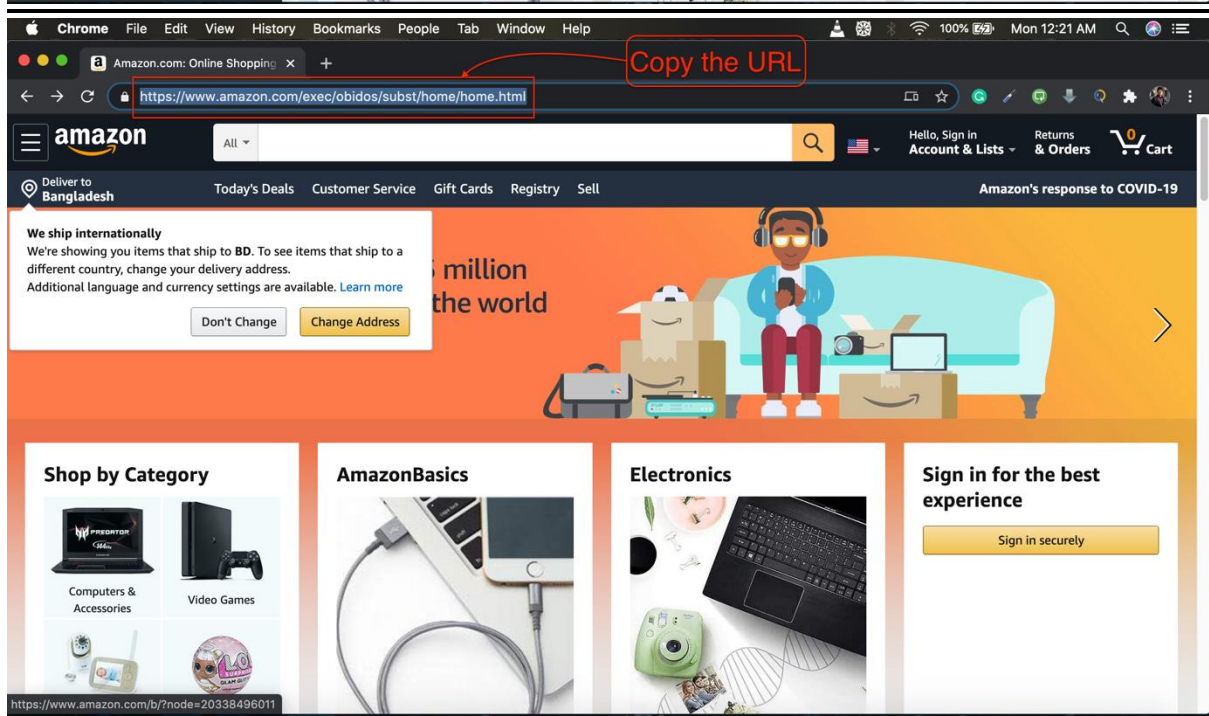 Chrome File Edit View History Bookmarks People Tab Window Help 100% Mon 12:21 AM
Amazon.com: Online Shopping
Copy the URL
https://www.amazon.com/exec/obidos/subst/home/home.html
amazon
All
Hello, Sign in
Account & Lists
Returns
& Orders
0
Cart
Deliver to
Bangladesh
Today's Deals Customer Service Gift Cards Registry Sell
Amazon's response to COVID-19
We ship internationally
We're showing you items that ship to BD. To see items that ship to a
different country, change your delivery address.
Additional language and currency settings are available. Learn more
Don't Change
Change Address
million
the world
Shop by Category
PREDATOR
Computers &
Accessories
Video Games
AmazonBasics
Electronics
Sign in for the best
experience
Sign in securely
https://www.amazon.com/b/?node=20338496011